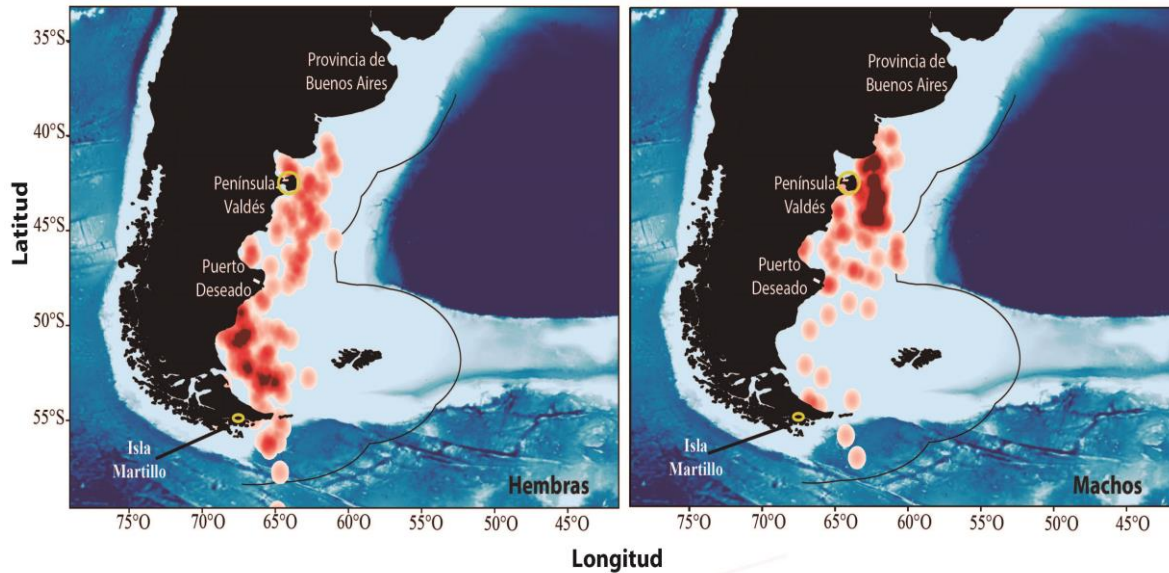 35°S
40°S
45°S
50°S
55°S
Latitud
Provincia de
Buenos Aires
Península
Valdés
Puerto
Deseado
Isla
Martillo
Hembras
75°O
70°O
65°O
60°O
55°O
50°O
45°O
Provincia de
Buenos Aires
Península
Valdés
Puerto
Deseado
Isla
Martillo
Machos
75°O
70°O
65°O
60°O
55°O
50°O
45°O
Longitud